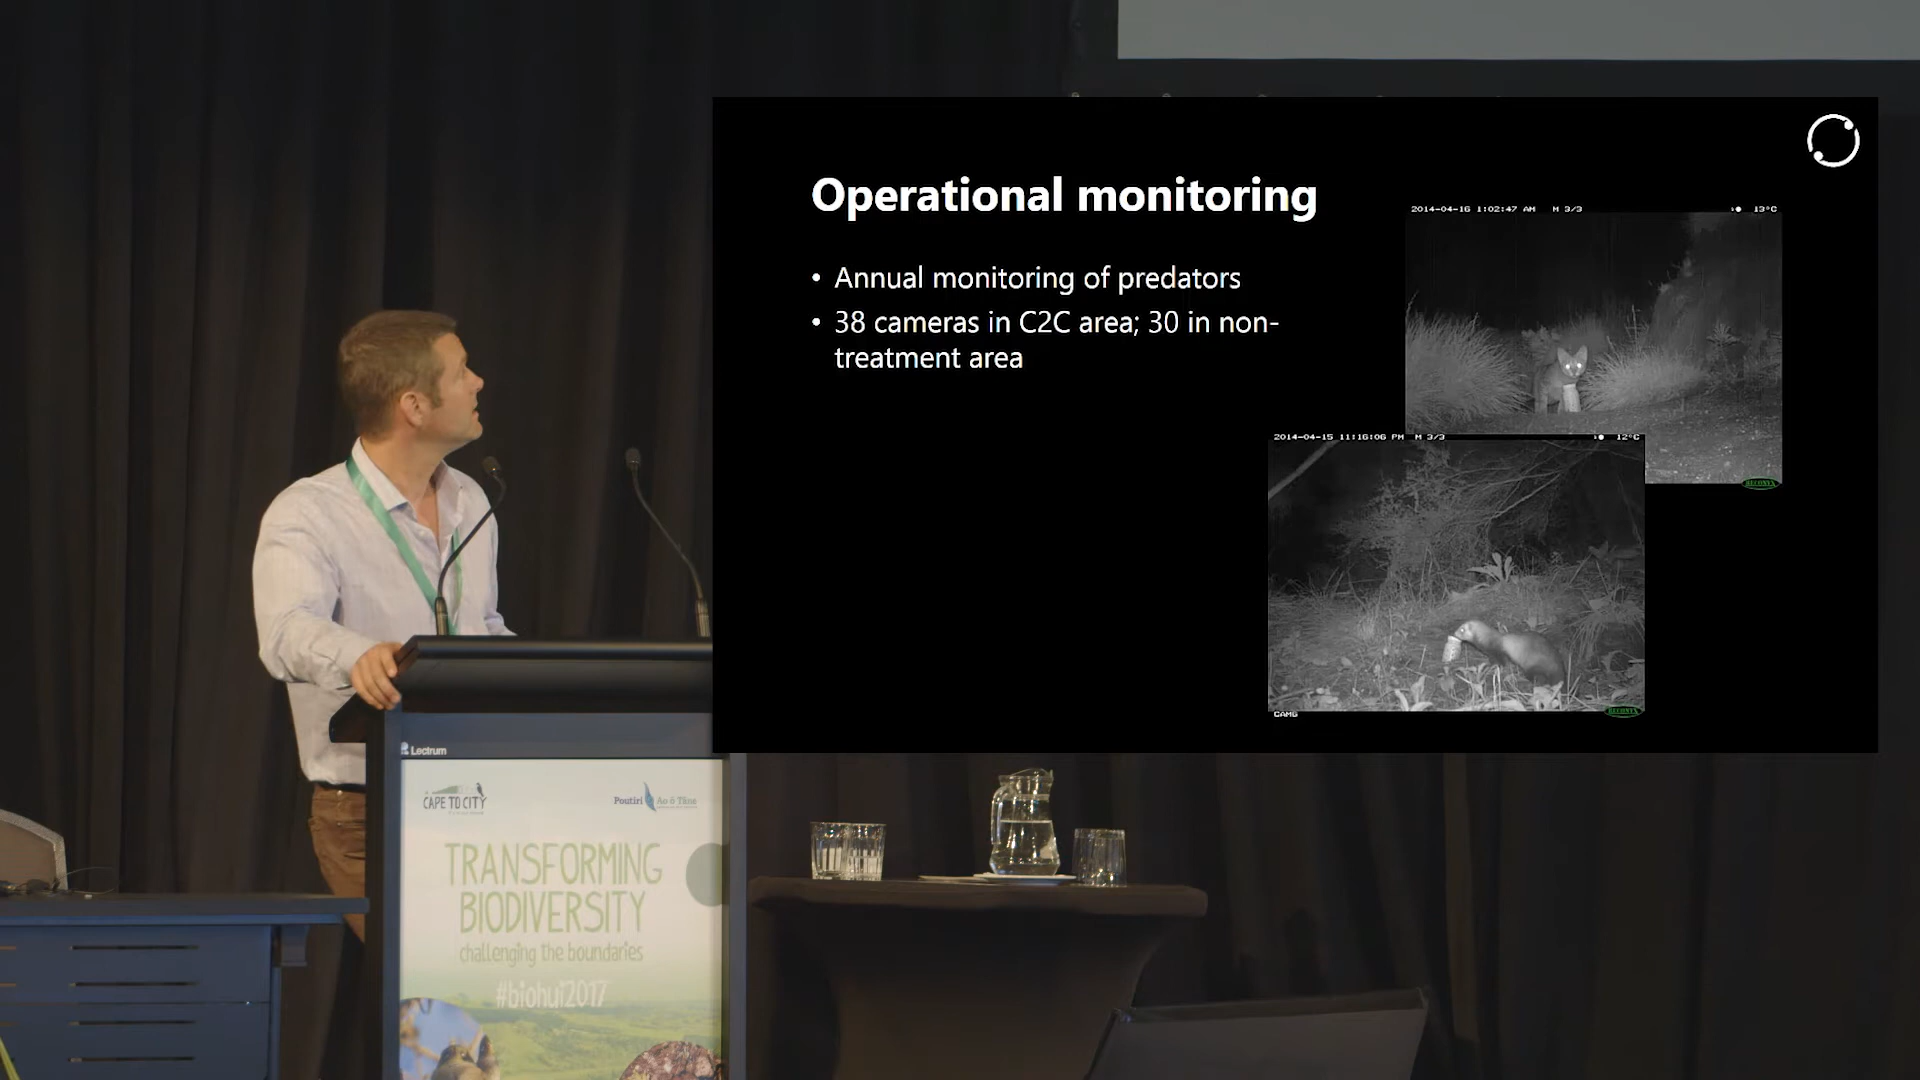 Operational monitoring
• Annual monitoring of predators
• 38 cameras in C2C area; 30 in non-
treatment area
2014-04-16 1:02:47 AM M 3/3 13°C
RECONYX
2014-04-15 11:16:06 PM M 3/3 12°C
CAM6
RECONYX
Lectrum
CAPE TO CITY
Poutiri Ao ō Tāne
TRANSFORMING
BIODIVERSITY
challenging the boundaries
#biohui2017